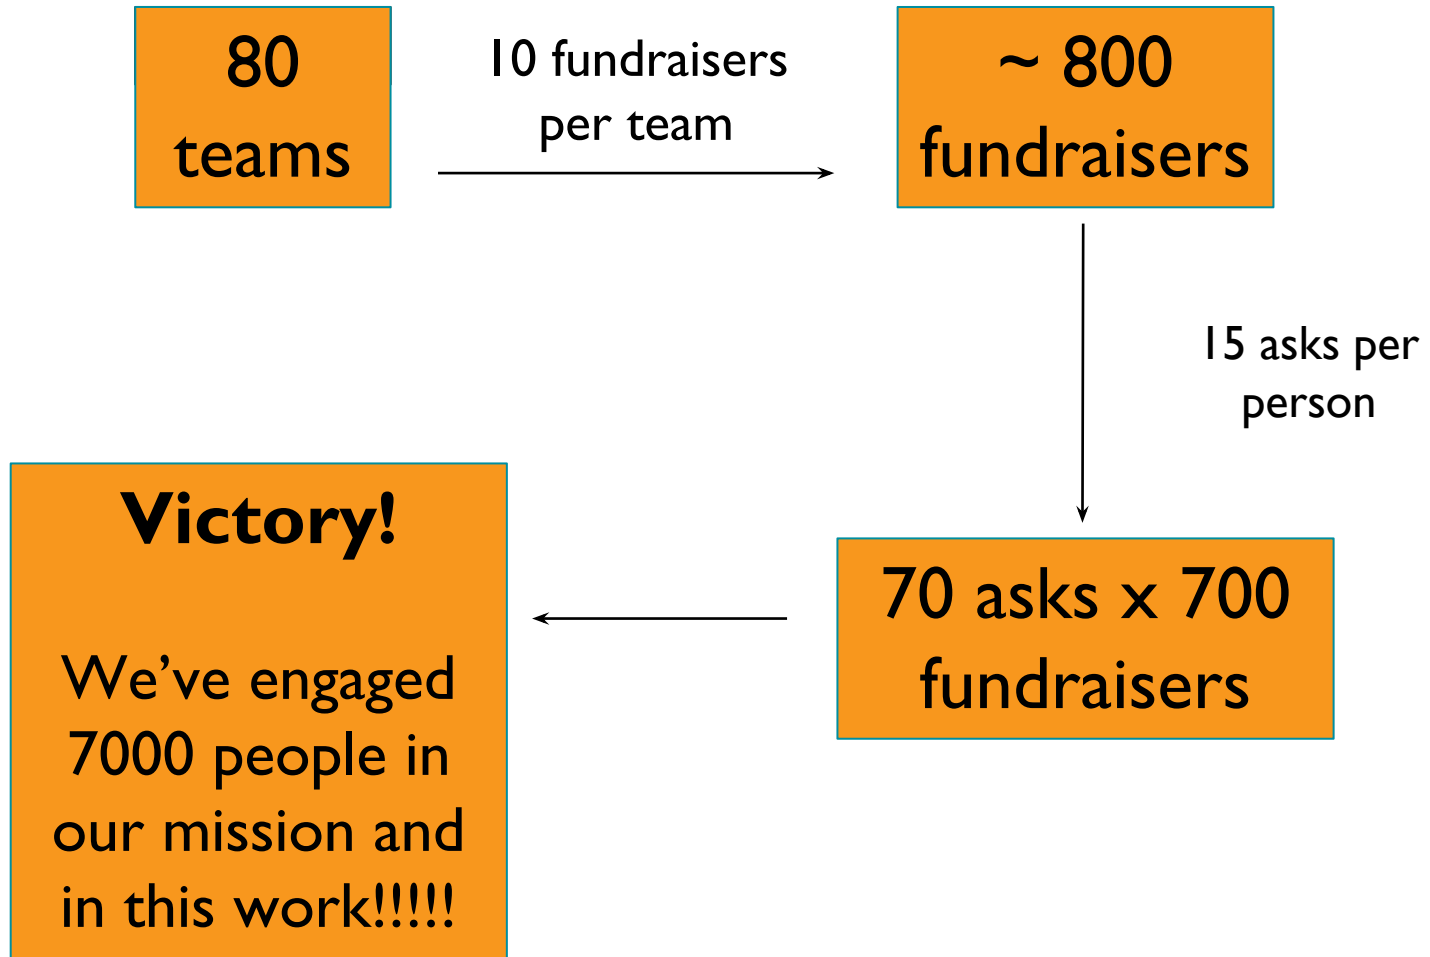 80
teams
10 fundraisers
per team
~ 800
fundraisers
15 asks per
person
70 asks x 700
fundraisers
Victory!
We’ve engaged
7000 people in
our mission and
in this work!!!!!